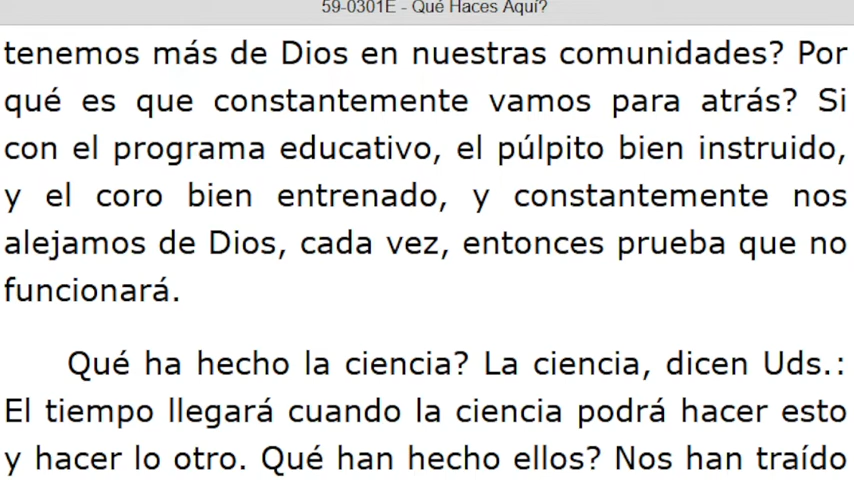 59-0301E - Qué Haces Aquí?
tenemos más de Dios en nuestras comunidades? Por
qué es que constantemente vamos para atrás? Si
con el programa educativo, el púlpito bien instruido,
y el coro bien entrenado, y constantemente nos
alejamos de Dios, cada vez, entonces prueba que no
funcionará.
Qué ha hecho la ciencia? La ciencia, dicen Uds.:
El tiempo llegará cuando la ciencia podrá hacer esto
y hacer lo otro. Qué han hecho ellos? Nos han traído